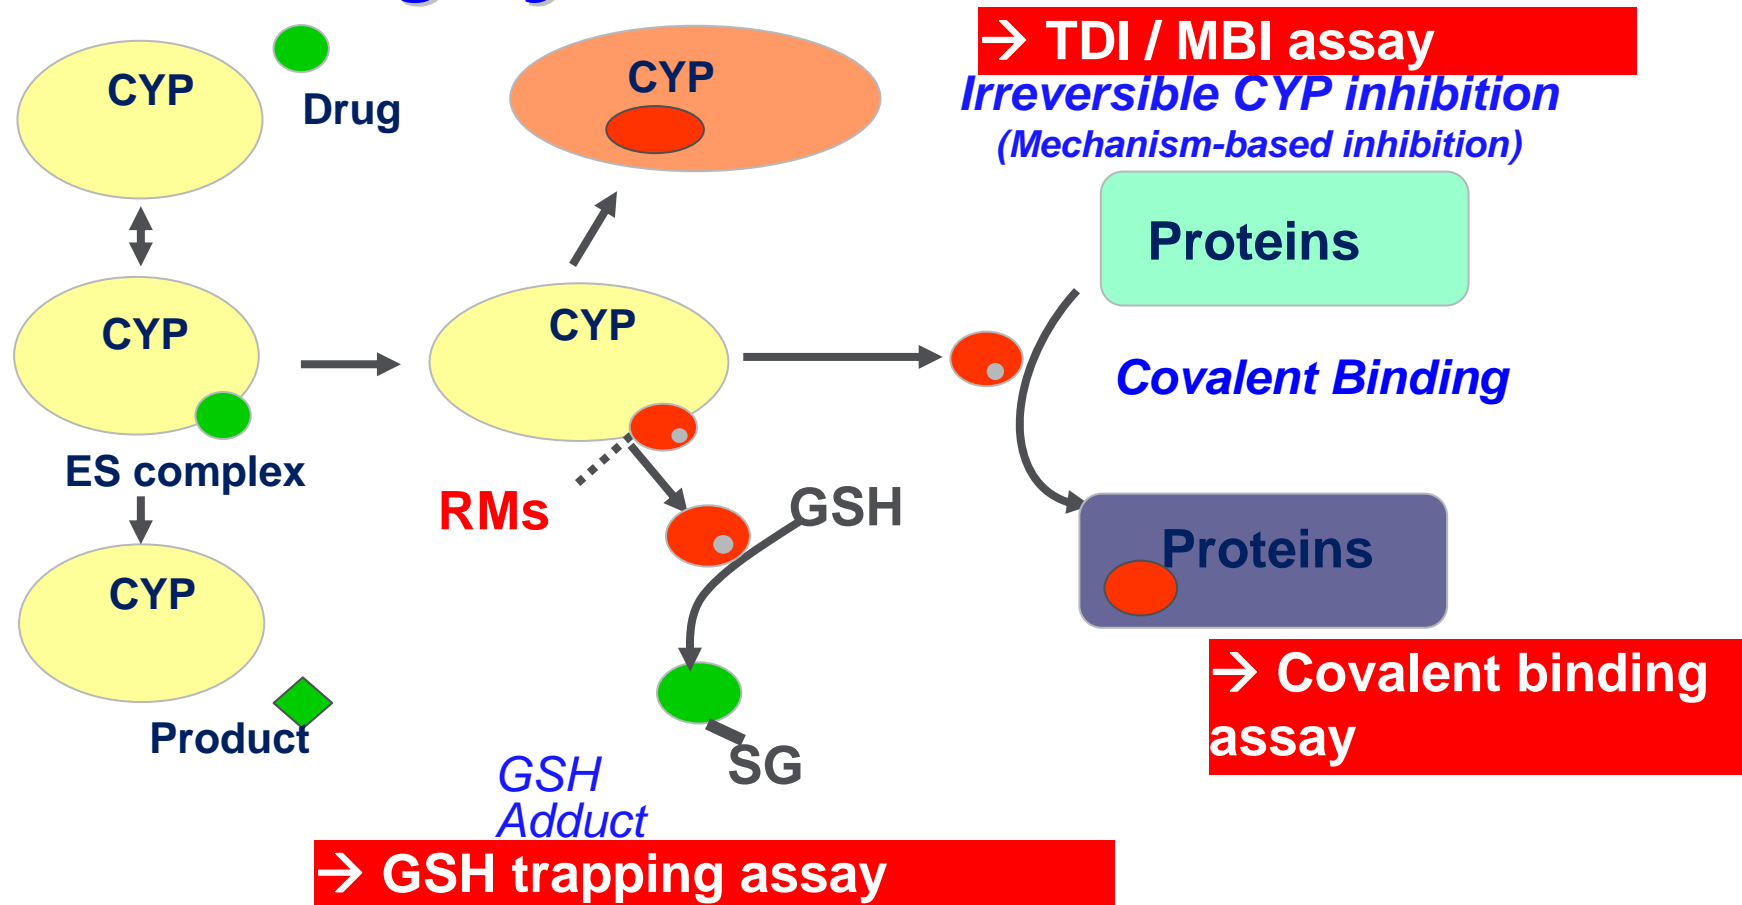 → TDI / MBI assay
CYP
Drug
CYP
Irreversible CYP inhibition
(Mechanism-based inhibition)
Proteins
CYP
CYP
Covalent Binding
ES complex
RMs
GSH
Proteins
CYP
Product
SG
GSH
Adduct
→ Covalent binding
assay
→ GSH trapping assay